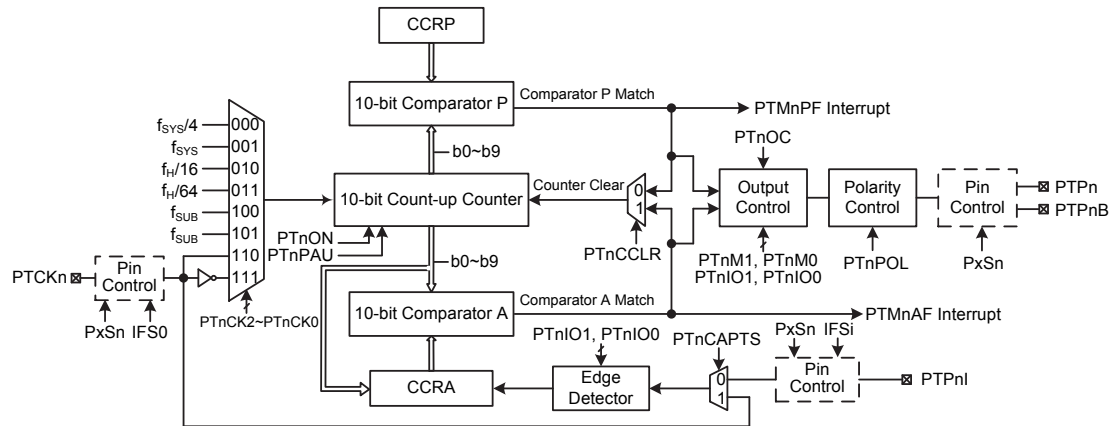 CCRP
10-bit Comparator P
Comparator P Match
PTMnPF Interrupt
b0~b9
PTnOC
fSYS/4
fSYS
fH/16
fH/64
fSUB
fSUB
000
001
010
011
100
101
110
111
10-bit Count-up Counter
Counter Clear
0
1
PTnCCLR
Output
Control
Polarity
Control
Pin
Control
PTPn
PTPnB
PTnON
PTnPAU
PTnM1, PTnM0
PTnIO1, PTnIO0
PTnPOL
PxSn
b0~b9
PTCKn
Pin
Control
PxSn IFS0
PTnCK2~PTnCK0
10-bit Comparator A
Comparator A Match
PTMnAF Interrupt
PTnIO1, PTnIO0
PTnCAPTS
PxSn IFSi
CCRA
Edge
Detector
0
1
Pin
Control
PTPnI